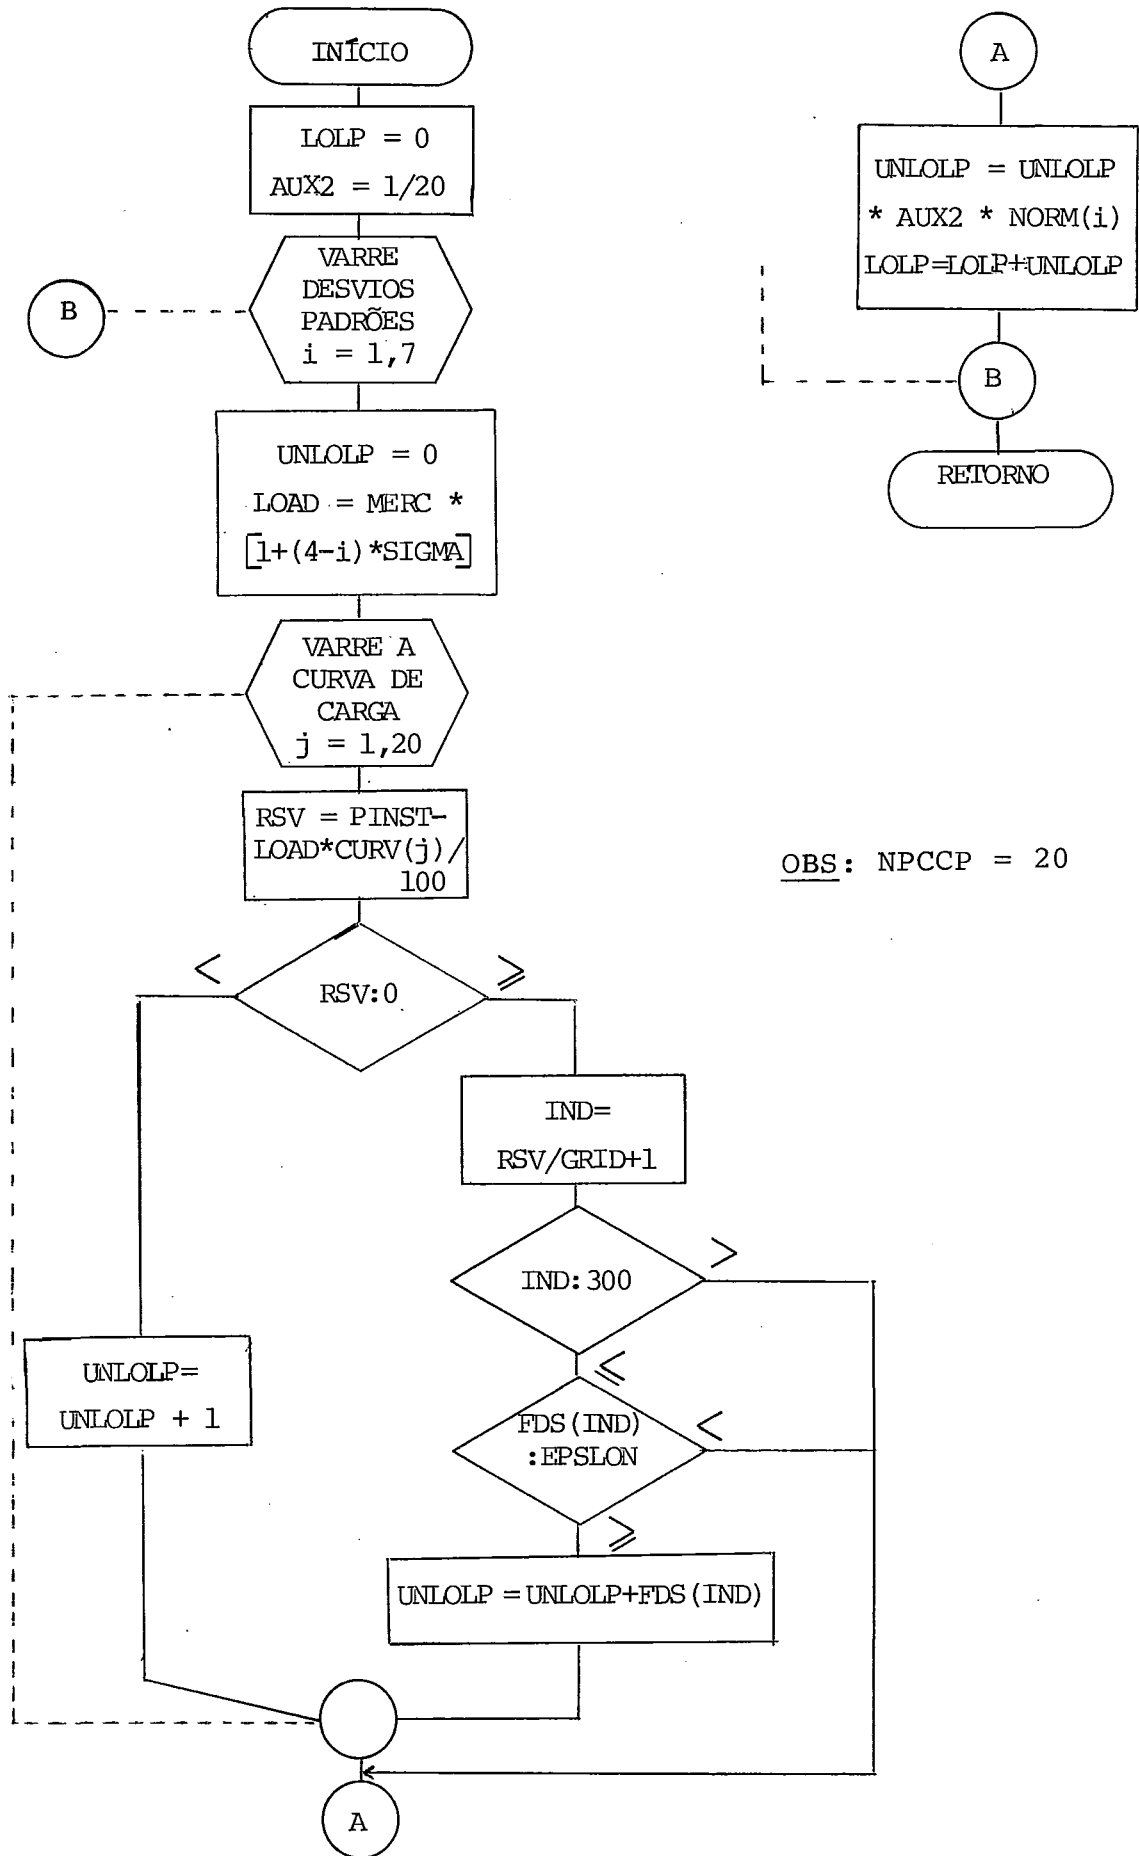 INÍCIO
LOLP = 0
AUX2 = 1/20
VARRE
DESVIOS
PADRÕES
i = 1,7
B
UNLOLP = 0
LOAD = MERC *
[1+(4-i)*SIGMA]
VARRE A
CURVA DE
CARGA
j = 1,20
RSV = PINST-
LOAD*CURV(j)/
100
<
RSV:0
≥
IND=
RSV/GRID+1
IND:300
>
≤
FDS(IND)
:EPSLON
<
≥
UNLOLP = UNLOLP+FDS(IND)
UNLOLP=
UNLOLP + 1
A
A
UNLOLP = UNLOLP
* AUX2 * NORM(i)
LOLP=LOLP+UNLOLP
B
RETORNO
OBS: NPCCP = 20